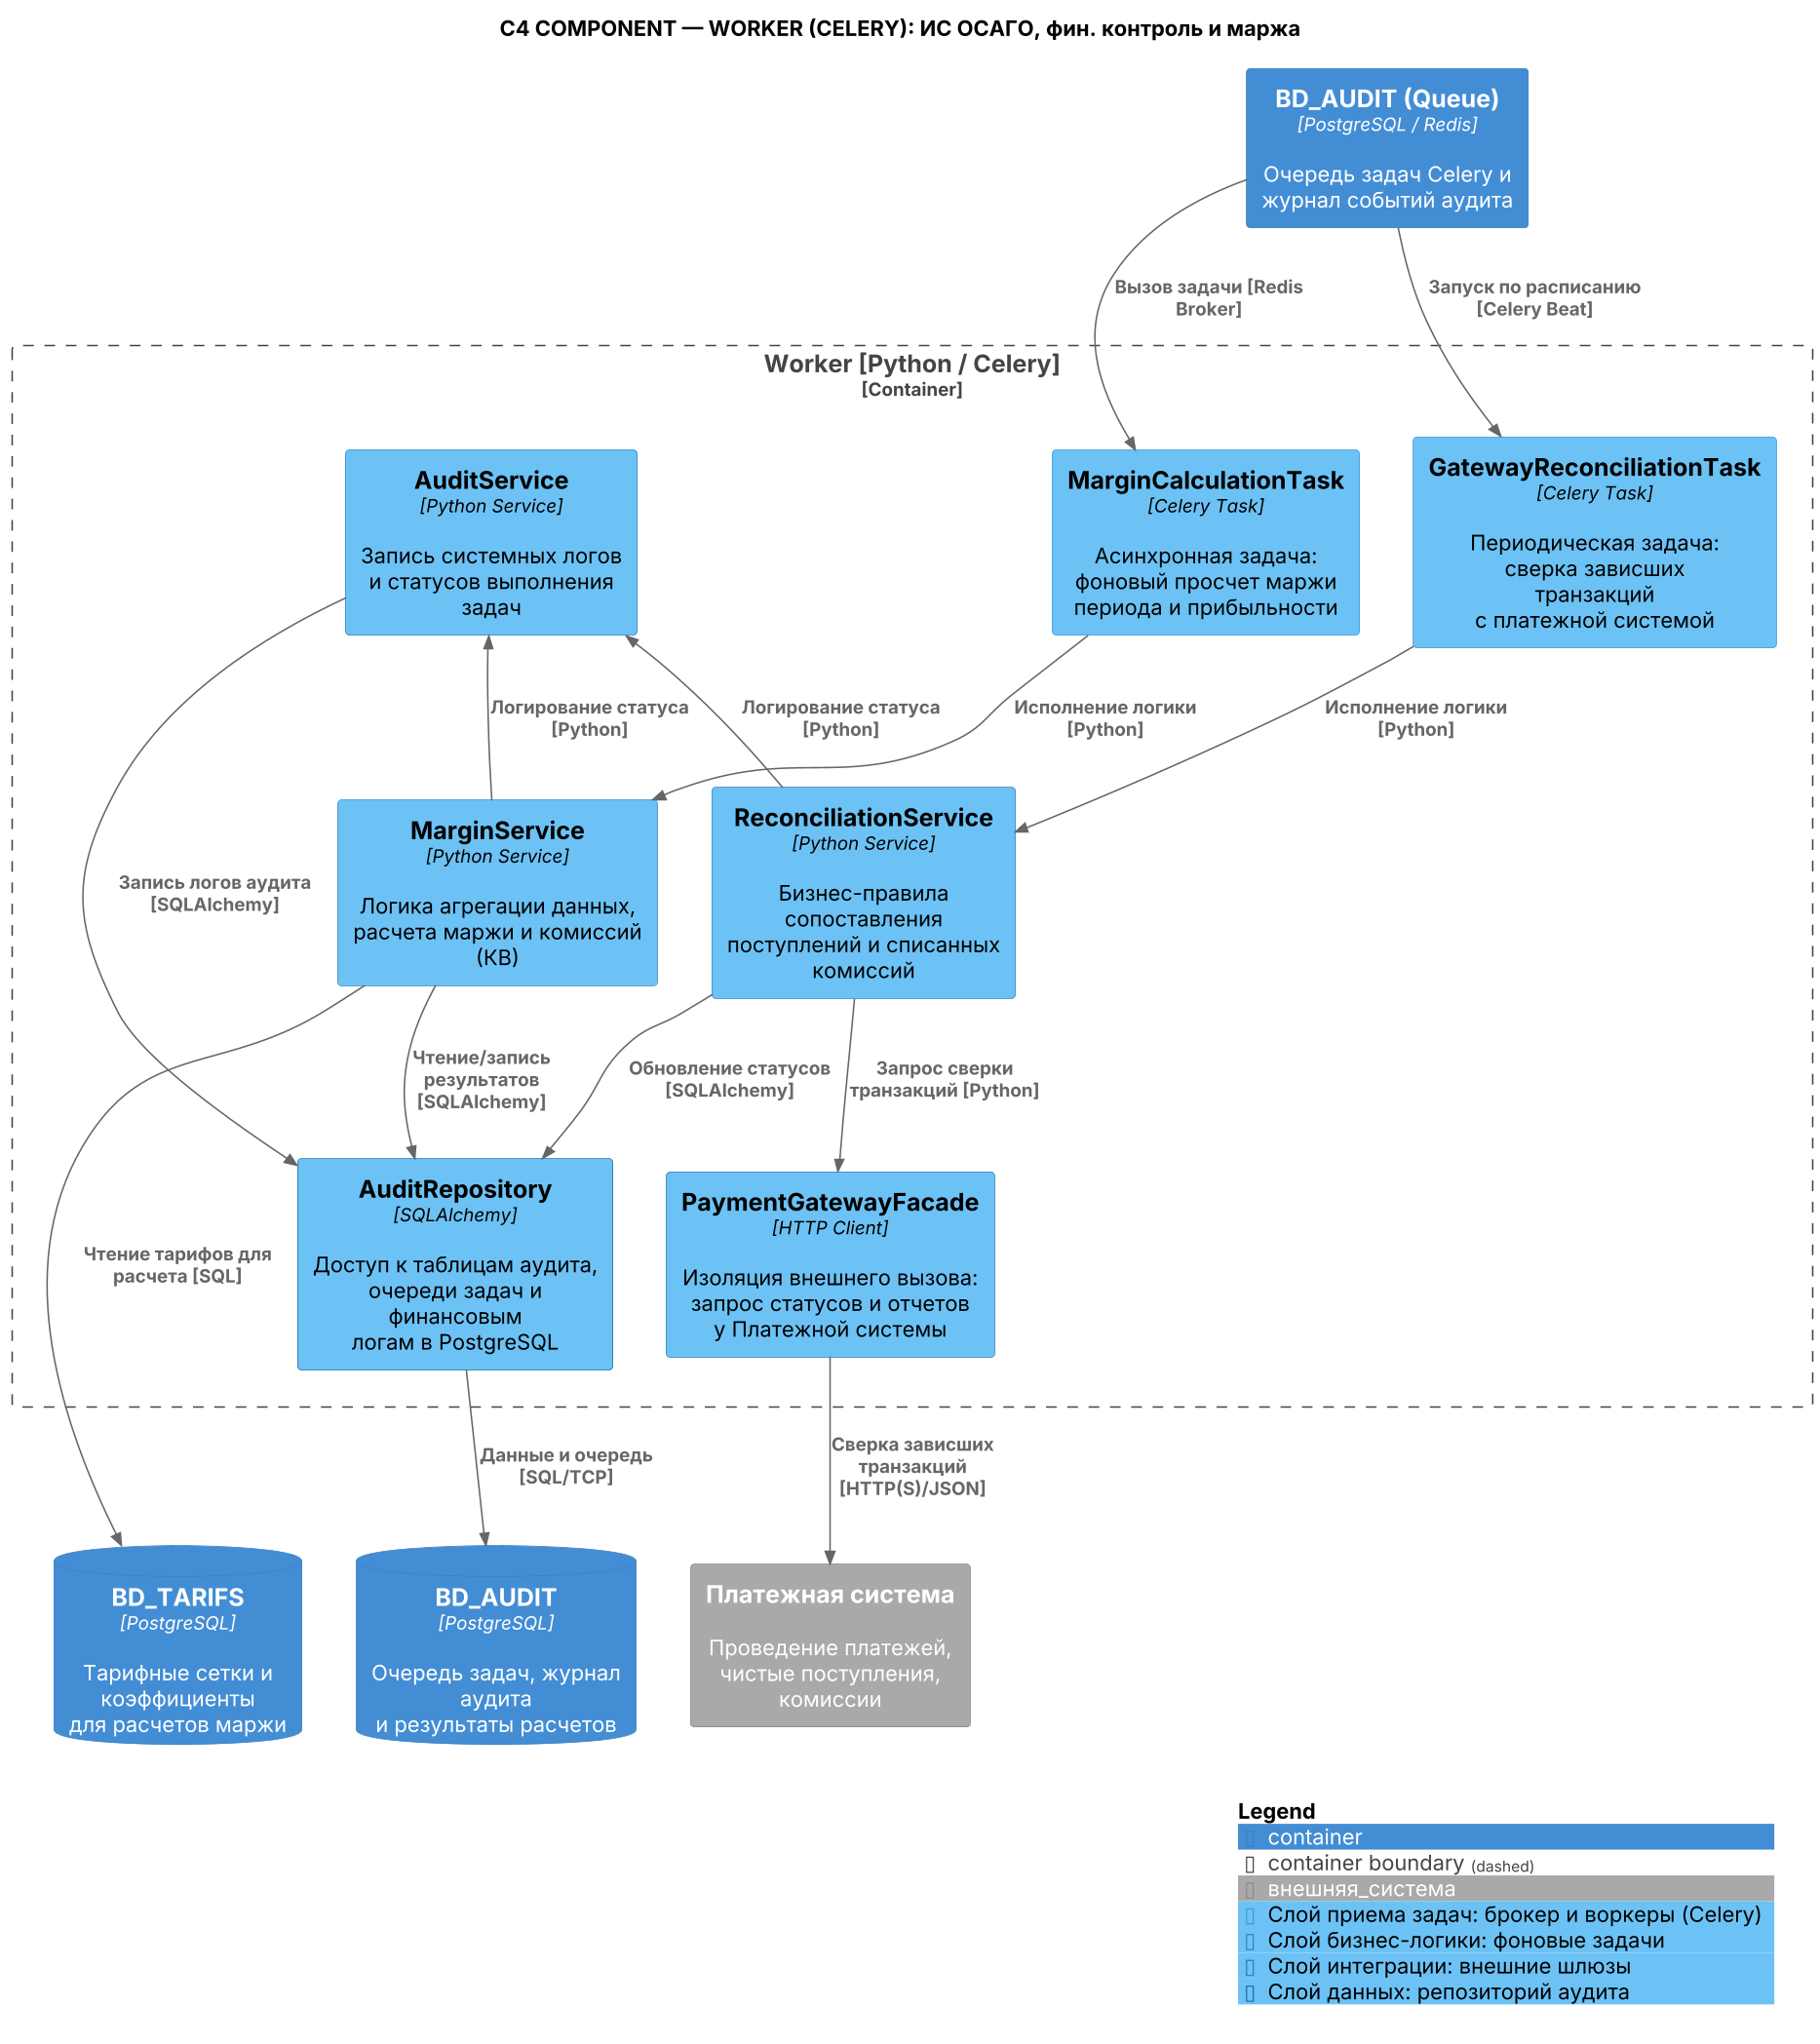 C4 COMPONENT — WORKER (CELERY): ИС ОСАГО, фин. контроль и маржа
BD_AUDIT (Queue)
[PostgreSQL / Redis]
Очередь задач Celery и
журнал событий аудита
Вызов задачи [Redis
Broker]
Запуск по расписанию
[Celery Beat]
Worker [Python / Celery]
[Container]
AuditService
[Python Service]
Запись системных логов
и статусов выполнения
задач
MarginCalculationTask
[Celery Task]
Асинхронная задача:
фоновый просчет маржи
периода и прибыльности
GatewayReconciliationTask
[Celery Task]
Периодическая задача:
сверка зависших
транзакций
с платежной системой
Логирование статуса
[Python]
Логирование статуса
[Python]
Исполнение логики
[Python]
Исполнение логики
[Python]
MarginService
[Python Service]
Логика агрегации данных,
расчета маржи и комиссий
(КВ)
ReconciliationService
[Python Service]
Бизнес-правила
сопоставления
поступлений и списанных
комиссий
Запись логов аудита
[SQLAlchemy]
Чтение/запись
результатов
[SQLAlchemy]
Обновление статусов
[SQLAlchemy]
Запрос сверки
транзакций [Python]
AuditRepository
[SQLAlchemy]
Доступ к таблицам аудита,
очереди задач и
финансовым
логам в PostgreSQL
PaymentGatewayFacade
[HTTP Client]
Изоляция внешнего вызова:
запрос статусов и отчетов
у Платежной системы
Чтение тарифов для
расчета [SQL]
Данные и очередь
[SQL/TCP]
Сверка зависших
транзакций
[HTTP(S)/JSON]
BD_TARIFS
[PostgreSQL]
Тарифные сетки и
коэффициенты
для расчетов маржи
BD_AUDIT
[PostgreSQL]
Очередь задач, журнал
аудита
и результаты расчетов
Платежная система
Проведение платежей,
чистые поступления,
комиссии
Legend
container
container boundary (dashed)
внешняя_система
Слой приема задач: брокер и воркеры (Celery)
Слой бизнес-логики: фоновые задачи
Слой интеграции: внешние шлюзы
Слой данных: репозиторий аудита